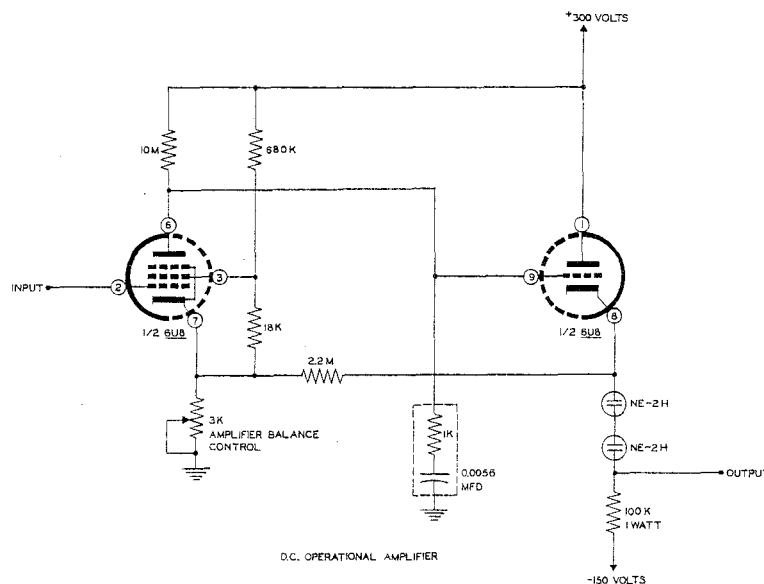 +300 VOLTS
10M
680K
6
1
3
9
INPUT
2
7
8
1/2 6U8
18K
1/2 6U8
2.2M
NE-2H
3K
AMPLIFIER BALANCE
CONTROL
1K
NE-2H
0.0056
MFD
OUTPUT
100K
1 WATT
D.C. OPERATIONAL AMPLIFIER
-150 VOLTS